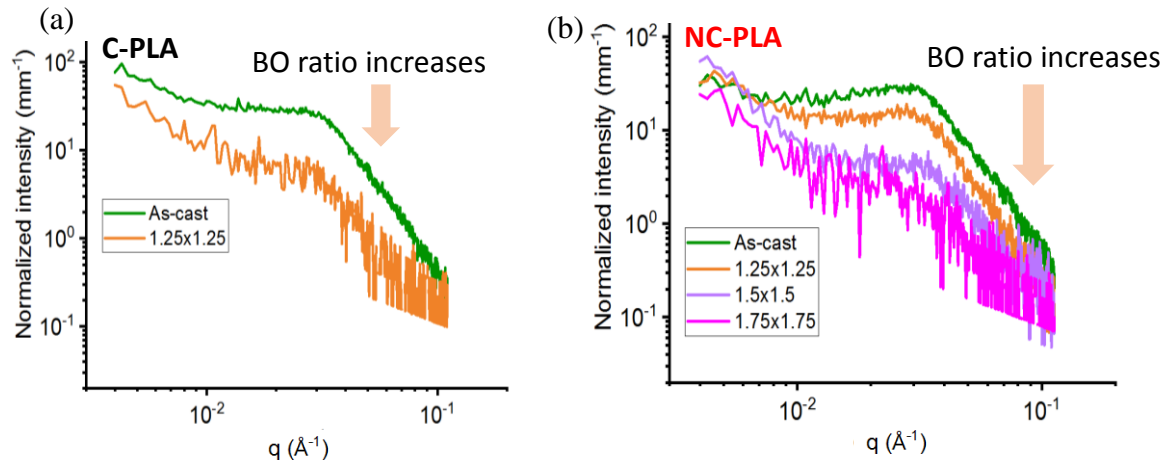 (a)
C-PLA
BO ratio increases
Normalized intensity (mm⁻¹)
10²
10¹
10⁰
10⁻¹
As-cast
1.25x1.25
10⁻²
10⁻¹
q (Å⁻¹)
(b)
NC-PLA
BO ratio increases
Normalized intensity (mm⁻¹)
10²
10¹
10⁰
10⁻¹
As-cast
1.25x1.25
1.5x1.5
1.75x1.75
10⁻²
10⁻¹
q (Å⁻¹)